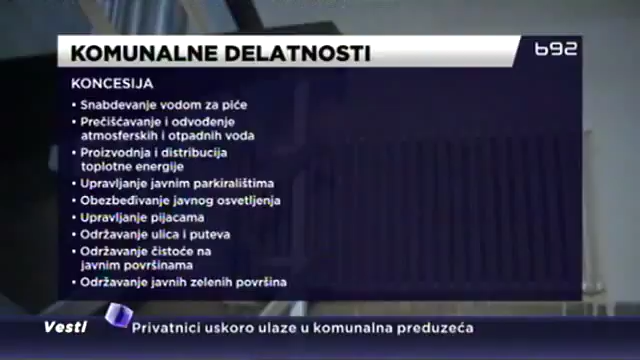 KOMUNALNE DELATNOSTI
b92
KONCESIJA
• Snabdevanje vodom za piće
• Prečišćavanje i odvođenje
atmosferskih i otpadnih voda
• Proizvodnja i distribucija
toplotne energije
• Upravljanje javnim parkiralištima
• Obezbeđivanje javnog osvetljenja
• Upravljanje pijacama
• Održavanje ulica i puteva
• Održavanje čistoće na
javnim površinama
• Održavanje javnih zelenih površina
Vesti
Privatnici uskoro ulaze u komunalna preduzeća